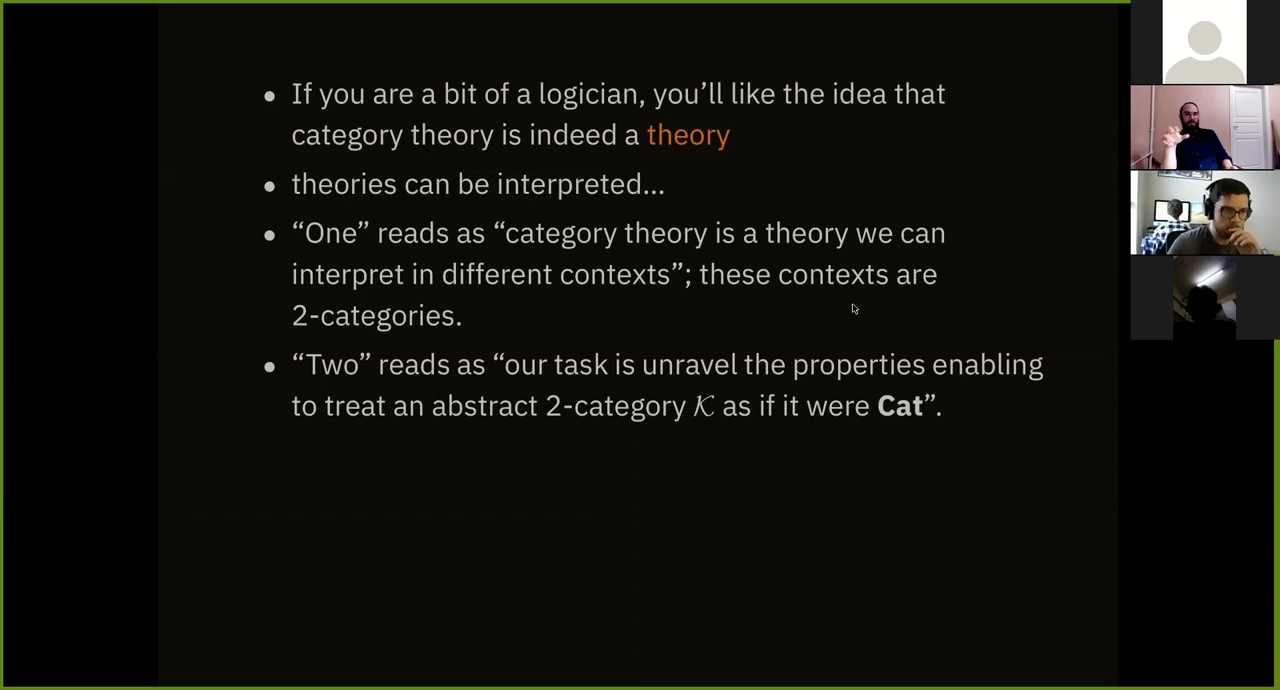 • If you are a bit of a logician, you’ll like the idea that
category theory is indeed a theory
• theories can be interpreted...
• “One” reads as “category theory is a theory we can
interpret in different contexts”; these contexts are
2-categories.
• “Two” reads as “our task is unravel the properties enabling
to treat an abstract 2-category 𝒦 as if it were Cat”.